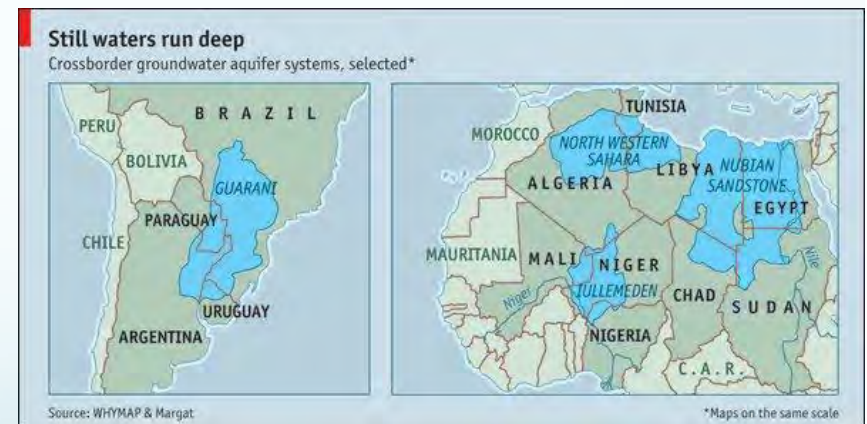 Still waters run deep
Crossborder groundwater aquifer systems, selected*
BRAZIL
PERU
BOLIVIA
GUARANI
PARAGUAY
CHILE
URUGUAY
ARGENTINA
TUNISIA
MOROCCO
NORTH WESTERN
SAHARA
LIBYA
NUBIAN
SANDSTONE
ALGERIA
EGYPT
MAURITANIA
MALI
NIGER
Nile
Niger
IULLEMEDEN
CHAD
SUDAN
NIGERIA
C.A.R.
Source: WHYMAP & Margat
*Maps on the same scale